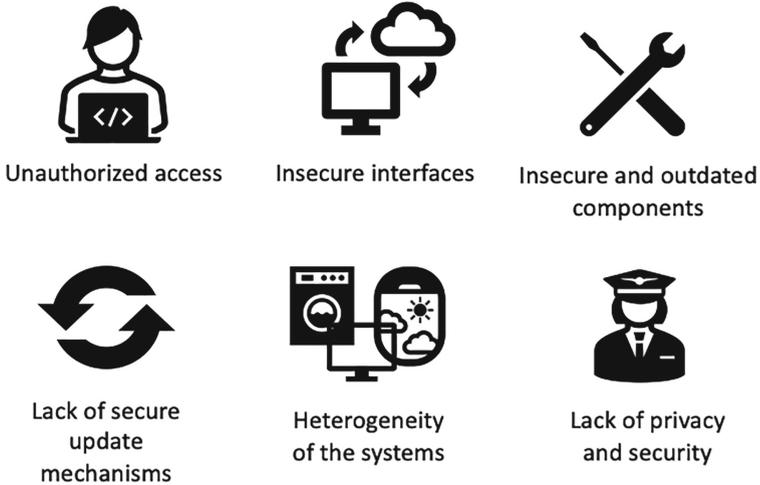 </>
Unauthorized access
Insecure interfaces
Insecure and outdated
components
Lack of secure
update
mechanisms
Heterogeneity
of the systems
Lack of privacy
and security